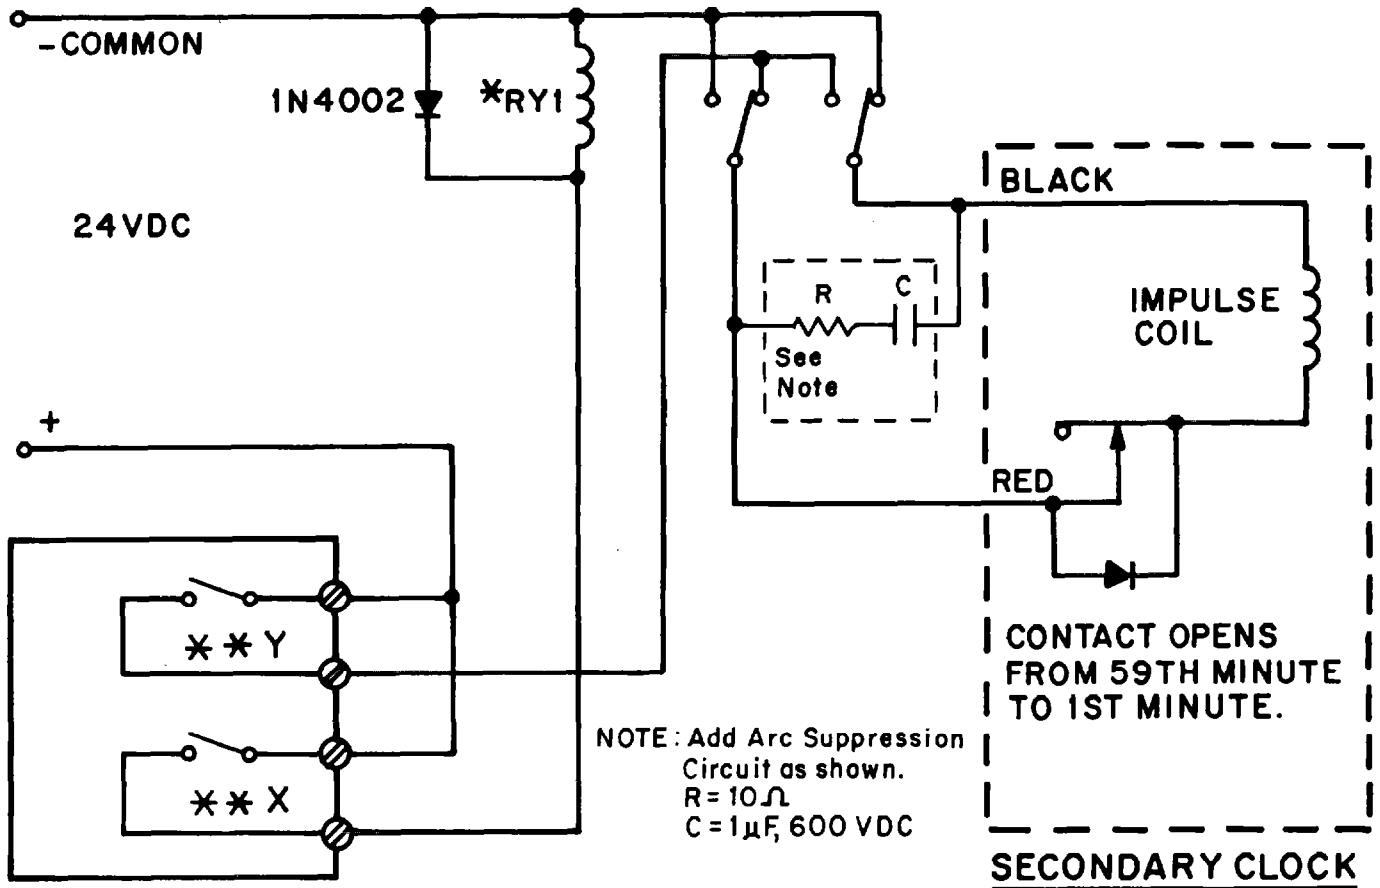 -COMMON
1N4002
*RY1
24VDC
BLACK
R
C
See
Note
IMPULSE
COIL
+
RED
**Y
**X
CONTACT OPENS
FROM 59TH MINUTE
TO 1ST MINUTE.
NOTE: Add Arc Suppression
Circuit as shown.
R=10Ω
C=1μF, 600 VDC
SECONDARY CLOCK